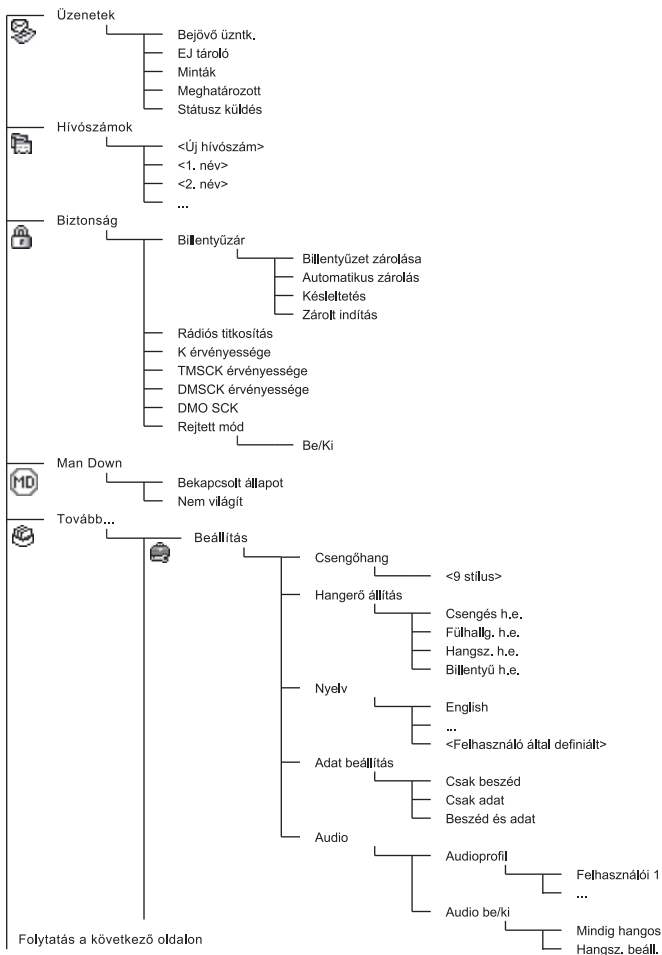 Üzenetek
Bejövő üzntk.
EJ tároló
Minták
Meghatározott
Státusz küldés
Hívószámok
<Új hívószám>
<1. név>
<2. név>
...
Biztonság
Billentyűzár
Billentyűzet zárolása
Automatikus zárolás
Késleltetés
Zárolt indítás
Rádiós titkosítás
K érvényessége
TMSCK érvényessége
DMSCK érvényessége
DMO SCK
Rejtett mód
Be/Ki
MD
Man Down
Bekapcsolt állapot
Nem világít
Tovább...
Beállítás
Csengőhang
<9 stílus>
Hangerő állítás
Csengés h.e.
Fülhallg. h.e.
Hangsz. h.e.
Billentyű h.e.
Nyelv
English
...
<Felhasználó által definiált>
Adat beállítás
Csak beszéd
Csak adat
Beszéd és adat
Audio
Audioprofil
Felhasználói 1
...
Audio be/ki
Mindig hangos
Hangsz. beáll.
Folytatás a következő oldalon